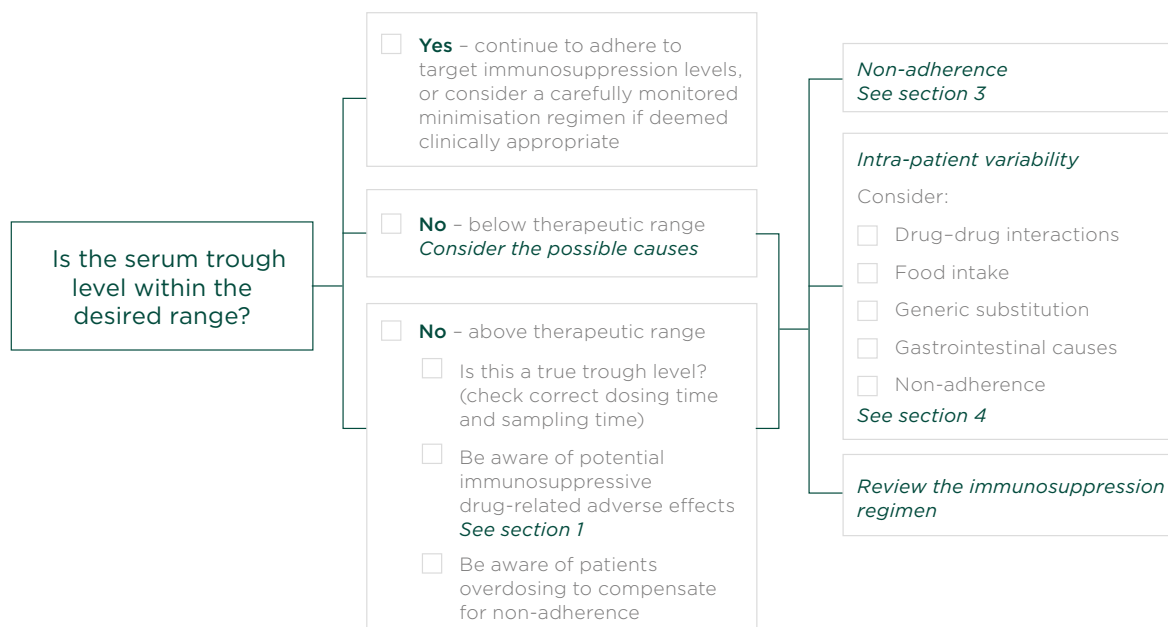 Is the serum trough
level within the
desired range?
Yes – continue to adhere to
target immunosuppression levels,
or consider a carefully monitored
minimisation regimen if deemed
clinically appropriate
No – below therapeutic range
Consider the possible causes
No – above therapeutic range
Is this a true trough level?
(check correct dosing time
and sampling time)
Be aware of potential
immunosuppressive
drug-related adverse effects
See section 1
Be aware of patients
overdosing to compensate
for non-adherence
Non-adherence
See section 3
Intra-patient variability
Consider:
Drug–drug interactions
Food intake
Generic substitution
Gastrointestinal causes
Non-adherence
See section 4
Review the immunosuppression
regimen